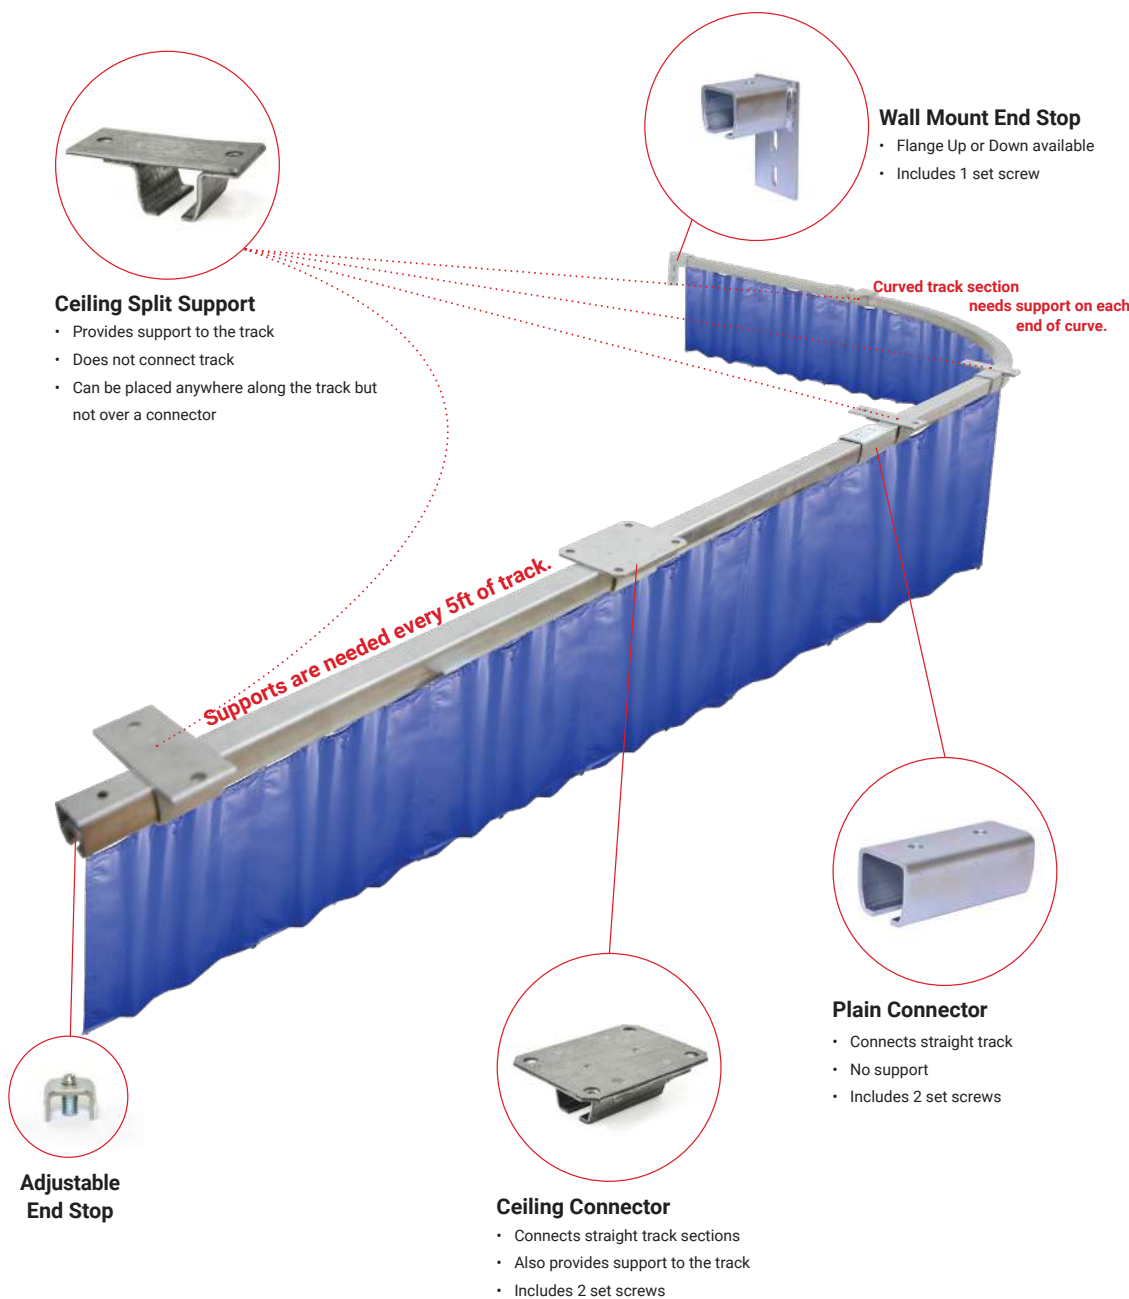 Wall Mount End Stop
• Flange Up or Down available
• Includes 1 set screw
Ceiling Split Support
• Provides support to the track
• Does not connect track
• Can be placed anywhere along the track but
not over a connector
Curved track section
needs support on each
end of curve.
Supports are needed every 5ft of track.
Plain Connector
• Connects straight track
• No support
• Includes 2 set screws
Adjustable
End Stop
Ceiling Connector
• Connects straight track sections
• Also provides support to the track
• Includes 2 set screws